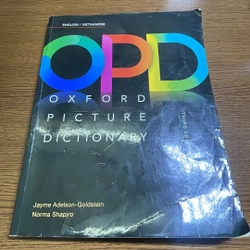 ENGLISH / VIETNAMESE
OPD
OXFORD
PICTURE
DICTIONARY
Jayme Adelson-Goldstein
Norma Shapiro